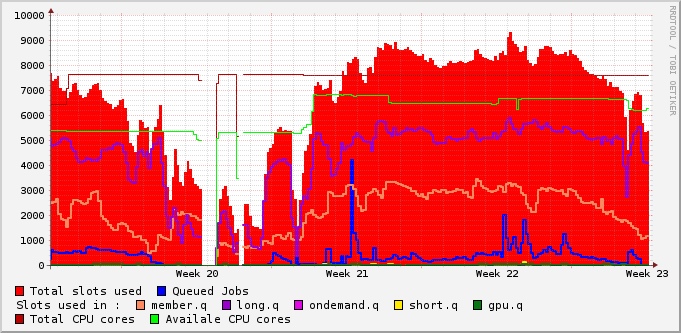 10000
9000
8000
7000
6000
5000
4000
3000
2000
1000
0
Week 20 Week 21 Week 22 Week 23
Total slots used Queued Jobs
Slots used in : member.q long.q ondemand.q short.q gpu.q
Total CPU cores Availale CPU cores
RRDTOOL / TOBI OETIKER